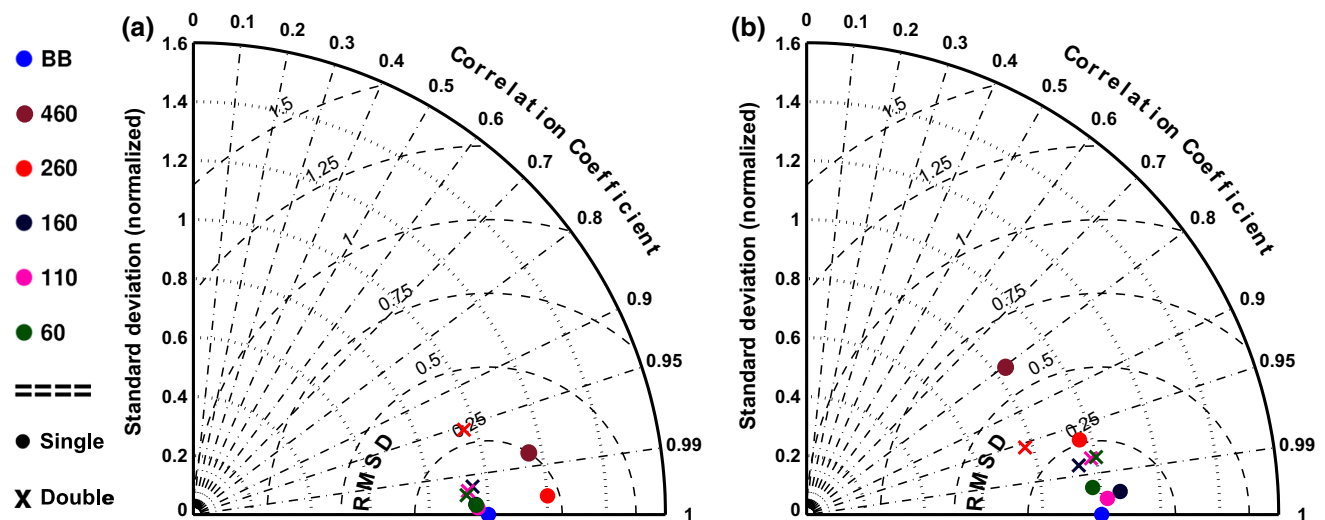 BB
460
260
160
110
60
====
Single
x Double
(a)
0 0.1 0.2 0.3 0.4 0.5 0.6 0.7 0.8 0.9 0.95 0.99 1
Correlation Coefficient
Standard deviation (normalized)
1.6
1.4
1.2
1
0.8
0.6
0.4
0.2
0
1.5
1.25
1
0.75
0.5
0.25
RMSD
(b)
0 0.1 0.2 0.3 0.4 0.5 0.6 0.7 0.8 0.9 0.95 0.99 1
Correlation Coefficient
Standard deviation (normalized)
1.6
1.4
1.2
1
0.8
0.6
0.4
0.2
0
1.5
1.25
1
0.75
0.5
0.25
RMSD